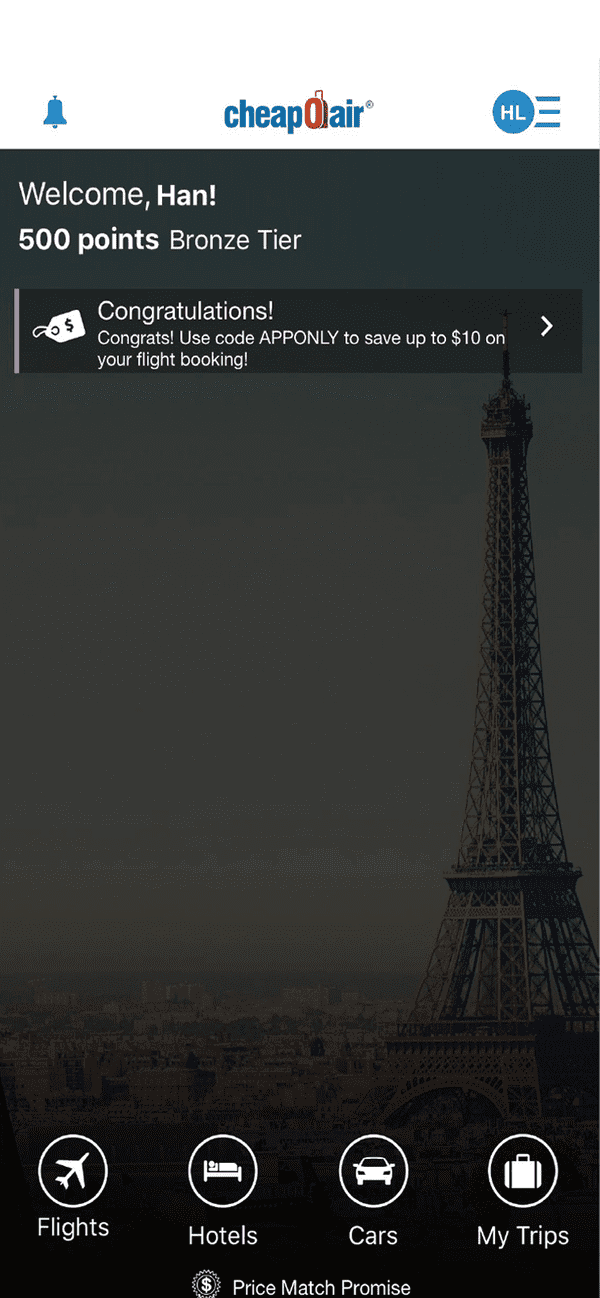 cheapOair®
HL
Welcome, Han!
500 points Bronze Tier
Congratulations!
Congrats! Use code APPONLY to save up to $10 on
your flight booking!
Flights
Hotels
Cars
My Trips
Price Match Promise